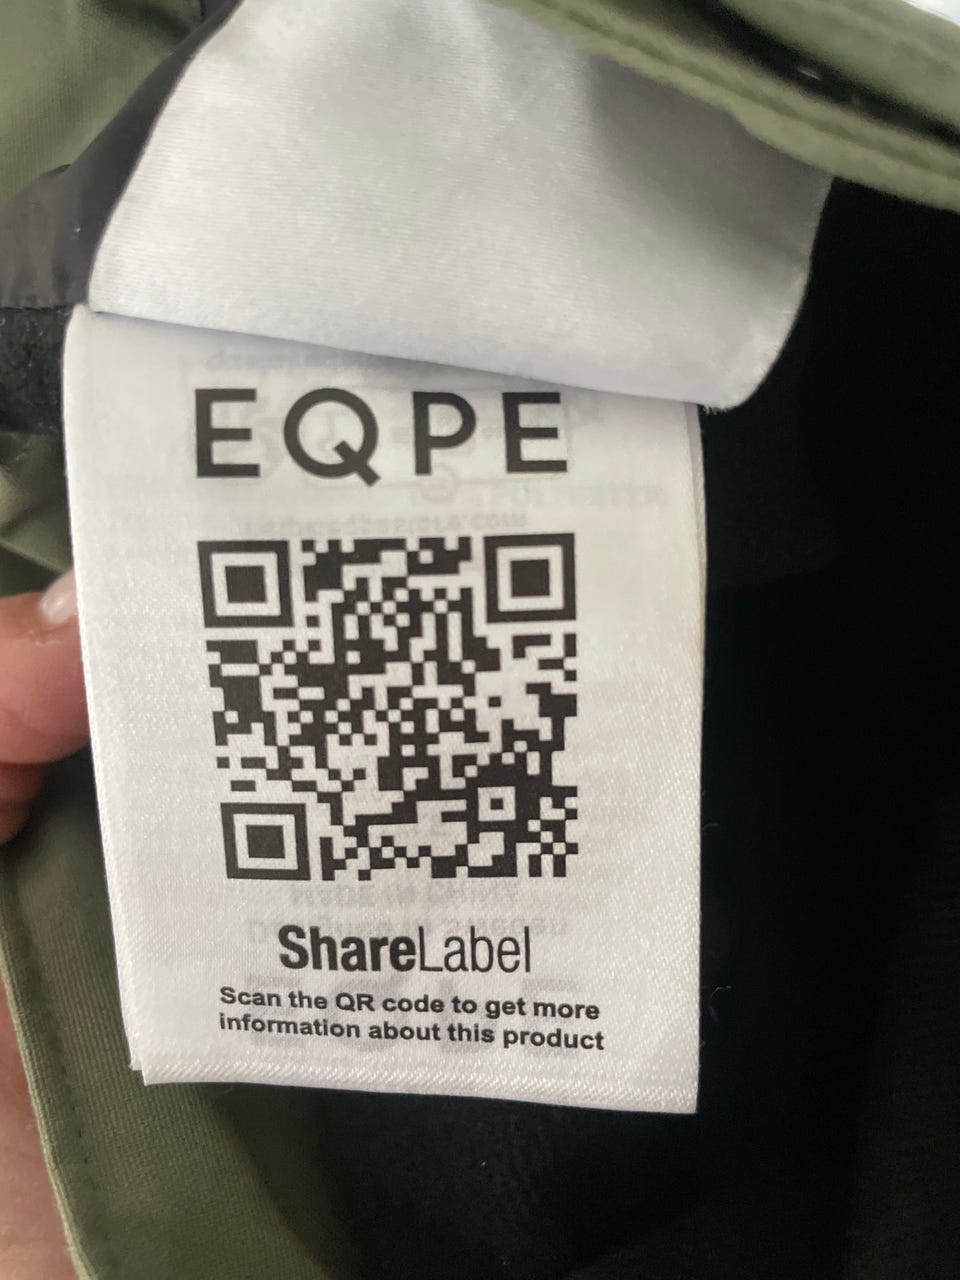 EQPE
ShareLabel
Scan the QR code to get more
information about this product